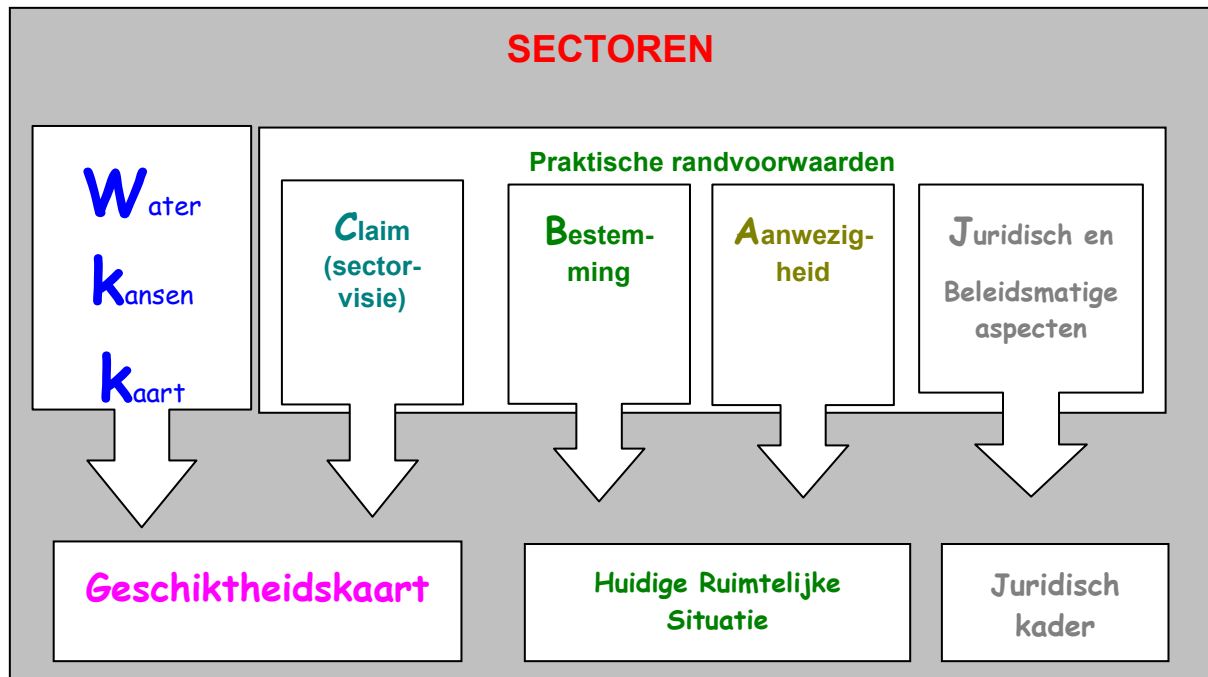 SECTOREN
Water
kansen
kaart
Praktische randvoorwaarden
Claim
(sector-
visie)
Bestem-
ming
Aanwezig-
heid
Juridisch en
Beleidsmatige
aspecten
Geschiktheidskaart
Huidige Ruimtelijke
Situatie
Juridisch
kader